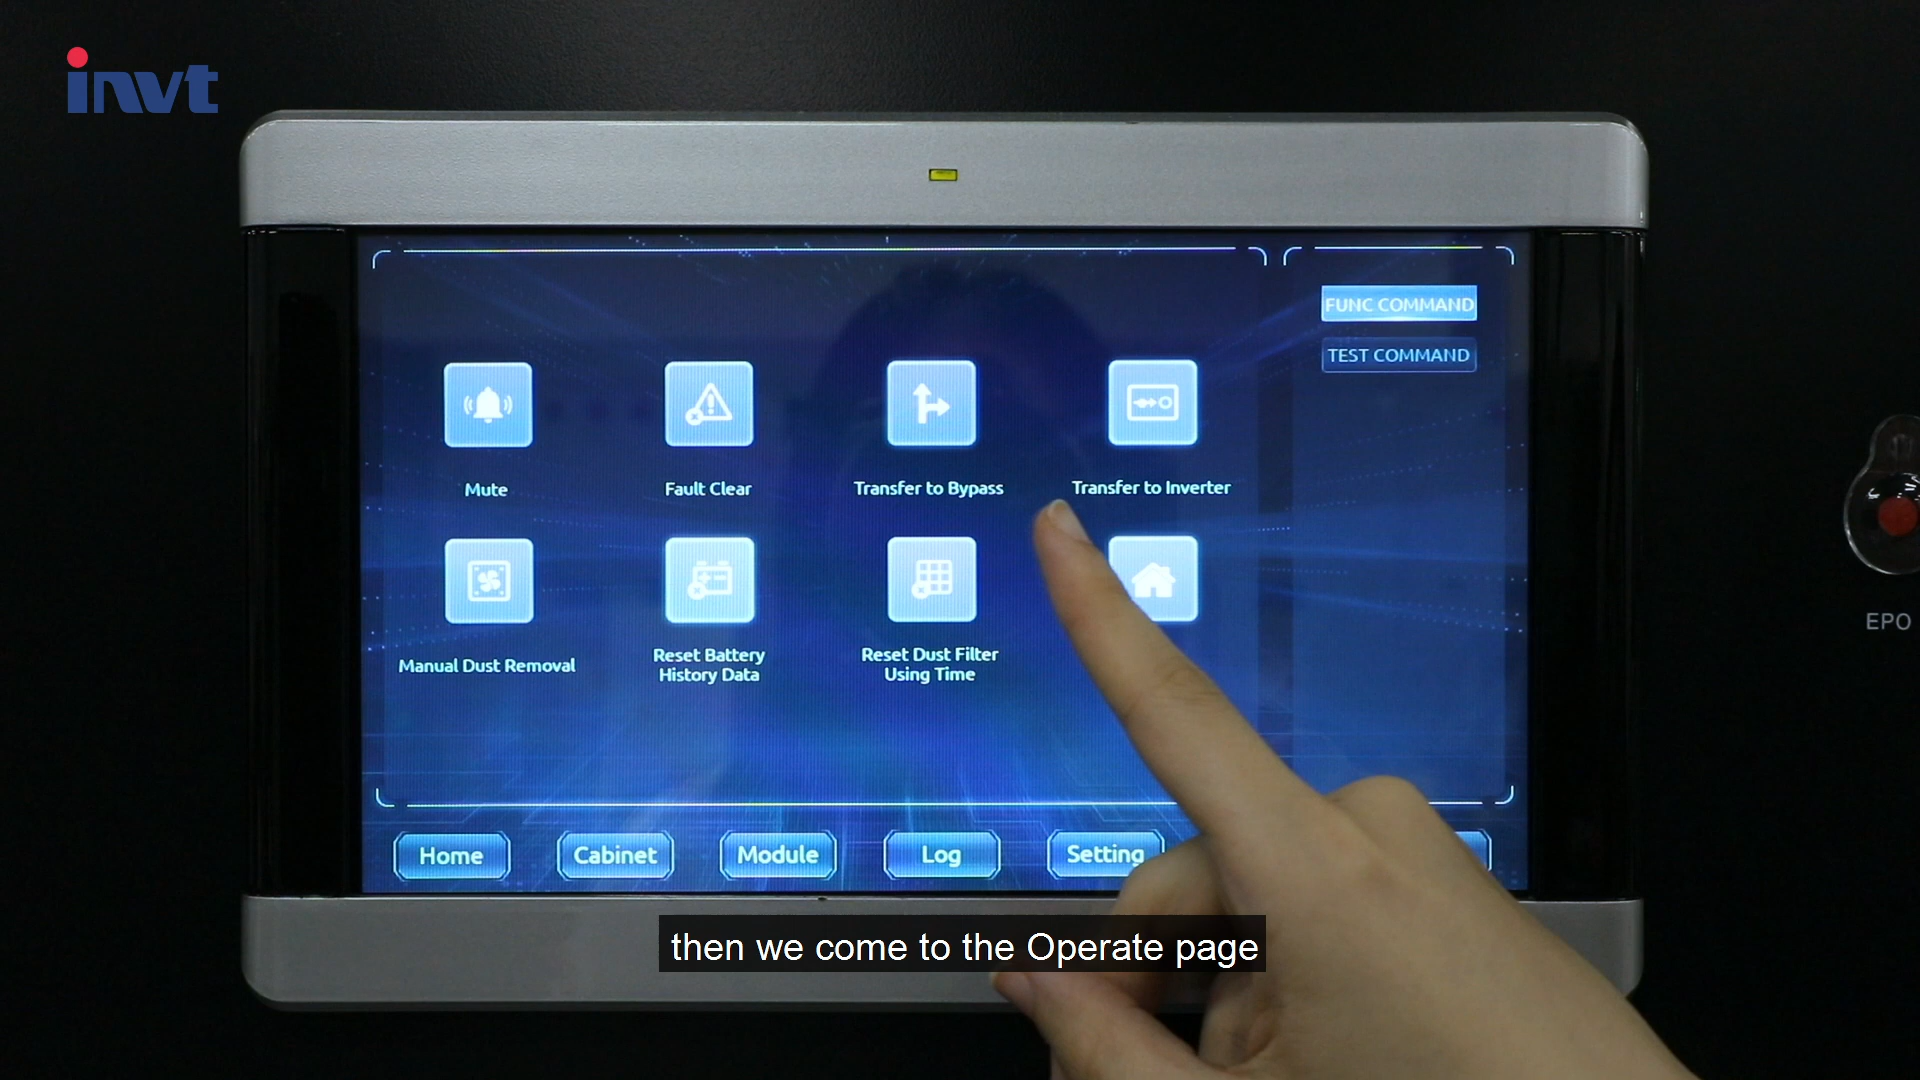 invt
FUNC COMMAND
TEST COMMAND
Mute
Fault Clear
Transfer to Bypass
Transfer to Inverter
Manual Dust Removal
Reset Battery
History Data
Reset Dust Filter
Using Time
EPO
Home
Cabinet
Module
Log
Setting
then we come to the Operate page